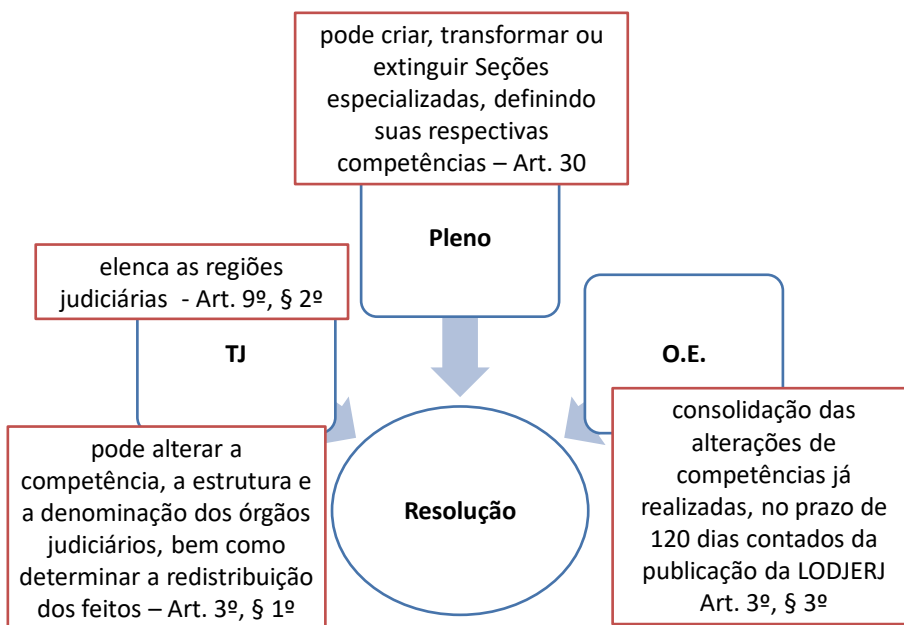 pode criar, transformar ou
extinguir Seções
especializadas, definindo
suas respectivas
competências – Art. 30
Pleno
elenca as regiões
judiciárias - Art. 9º, § 2º
TJ
O.E.
pode alterar a
competência, a estrutura e
a denominação dos órgãos
judiciários, bem como
determinar a redistribuição
dos feitos – Art. 3º, § 1º
Resolução
consolidação das
alterações de
competências já
realizadas, no prazo de
120 dias contados da
publicação da LODJERJ
Art. 3º, § 3º